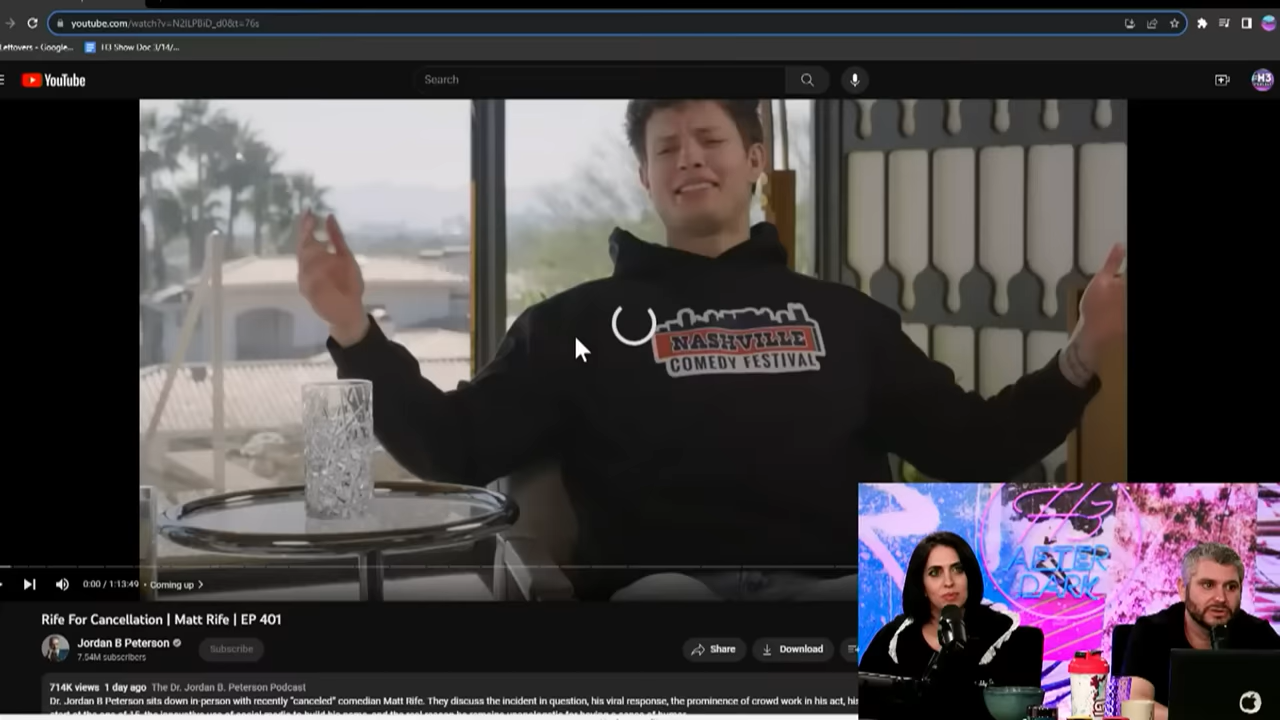 youtube.com/watch?v=N2ILPBiD_d0&t=76s
Leftovers - Google...
H3 Show Doc 3/14/...
YouTube
Search
H3
NASHVILLE
COMEDY FESTIVAL
AFTER
DARK
0:00 / 1:13:49 • Coming up
Rife For Cancellation | Matt Rife | EP 401
Jordan B Peterson
7.54M subscribers
Subscribe
Share
Download
714K views 1 day ago The Dr. Jordan B. Peterson Podcast
Dr. Jordan B Peterson sits down in-person with recently "canceled" comedian Matt Rife. They discuss the incident in question, his viral response, the prominence of crowd work in his act, his